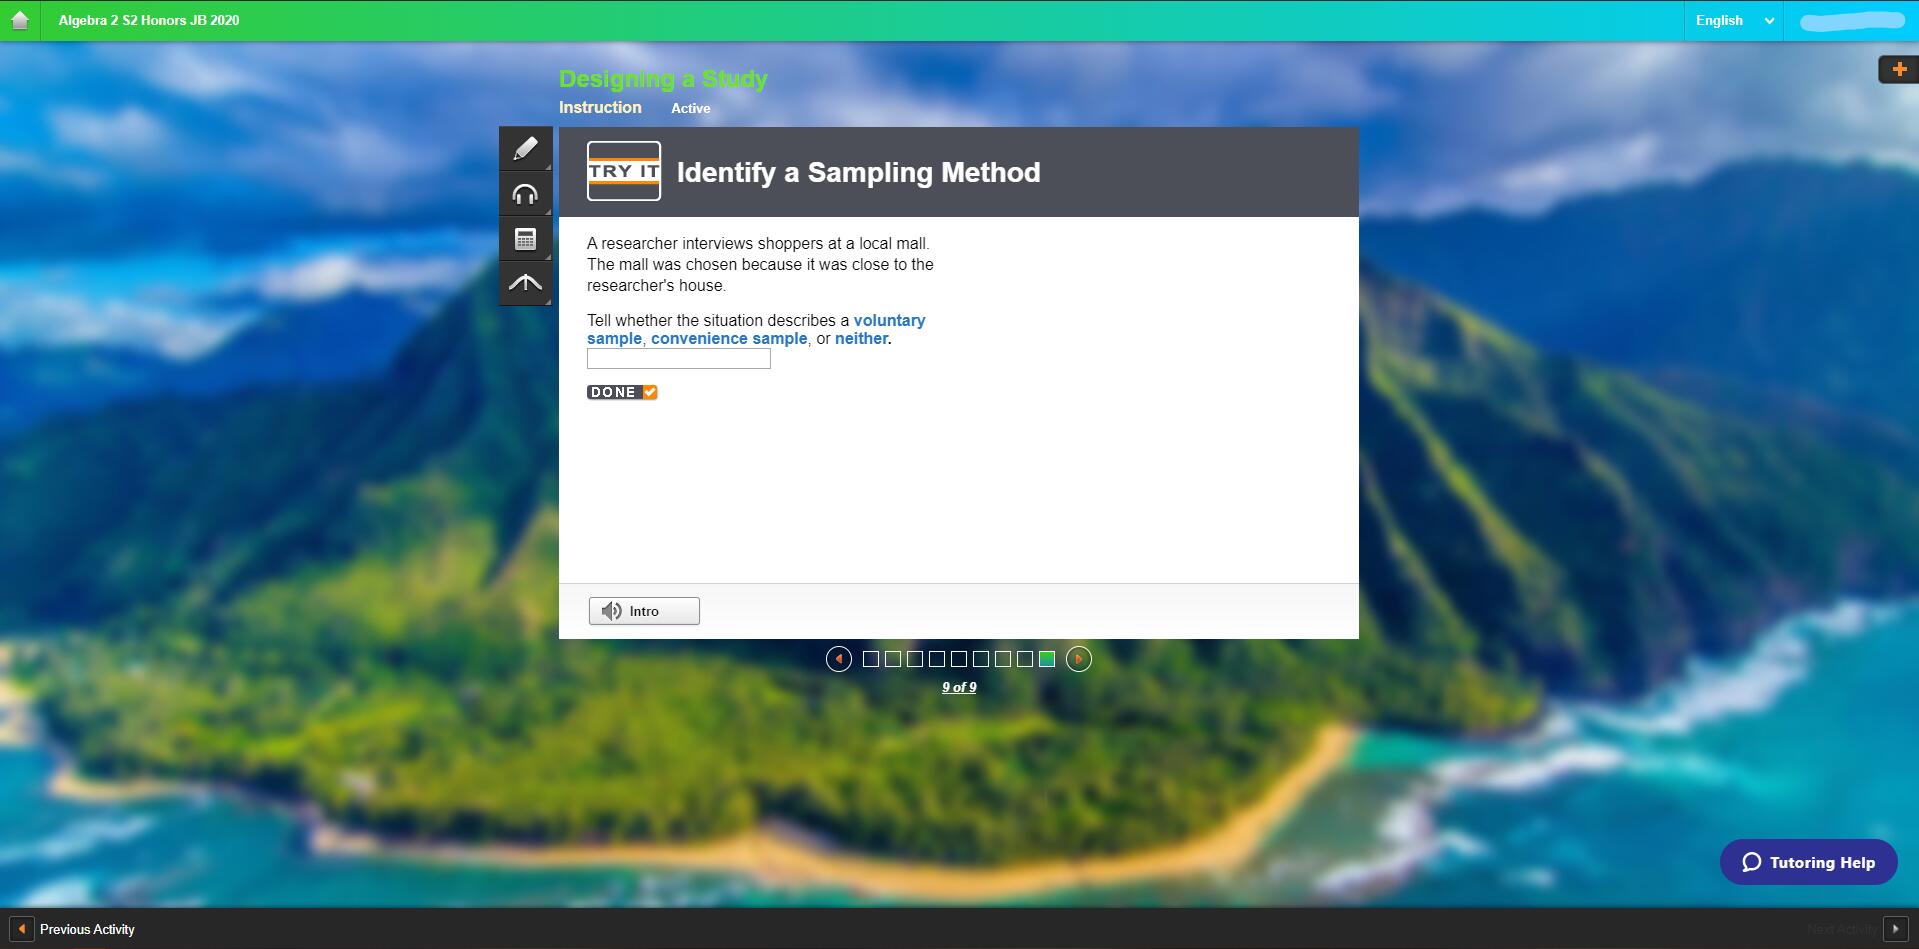 Algebra 2 S2 Honors JB 2020
English
Designing a Study
Instruction Active
TRY IT
Identify a Sampling Method
A researcher interviews shoppers at a local mall.
The mall was chosen because it was close to the
researcher's house.
Tell whether the situation describes a voluntary
sample, convenience sample, or neither.
DONE
Intro
9 of 9
Tutoring Help
Previous Activity
Next Activity